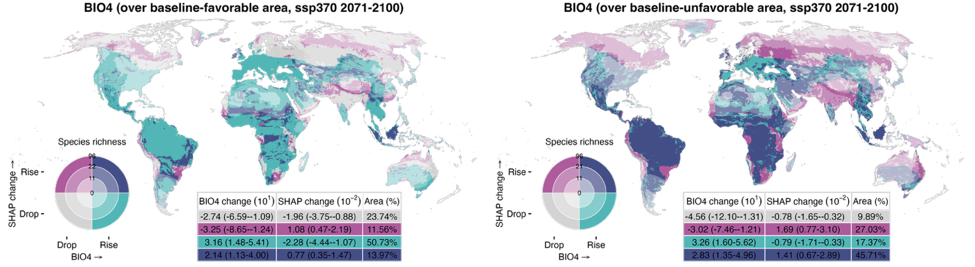 BIO4 (over baseline-favorable area, ssp370 2071-2100)
Species richness
96
22
11
0
SHAP change →
Rise
Drop
Drop
Rise
BIO4 →
BIO4 change (10¹) SHAP change (10⁻²) Area (%)
-2.74 (-6.59--1.09) -1.96 (-3.75--0.88) 23.74%
-3.25 (-8.65--1.24) 1.08 (0.47-2.19) 11.56%
3.16 (1.48-5.41) -2.28 (-4.44--1.07) 50.73%
2.14 (1.13-4.00) 0.77 (0.35-1.47) 13.97%
BIO4 (over baseline-unfavorable area, ssp370 2071-2100)
Species richness
96
22
11
0
SHAP change →
Rise
Drop
Drop
Rise
BIO4 →
BIO4 change (10¹) SHAP change (10⁻²) Area (%)
-4.56 (-12.10--1.31) -0.78 (-1.65--0.32) 9.89%
-3.02 (-7.46--1.21) 1.69 (0.77-3.10) 27.03%
3.26 (1.60-5.62) -0.79 (-1.71--0.33) 17.37%
2.83 (1.35-4.96) 1.41 (0.67-2.89) 45.71%